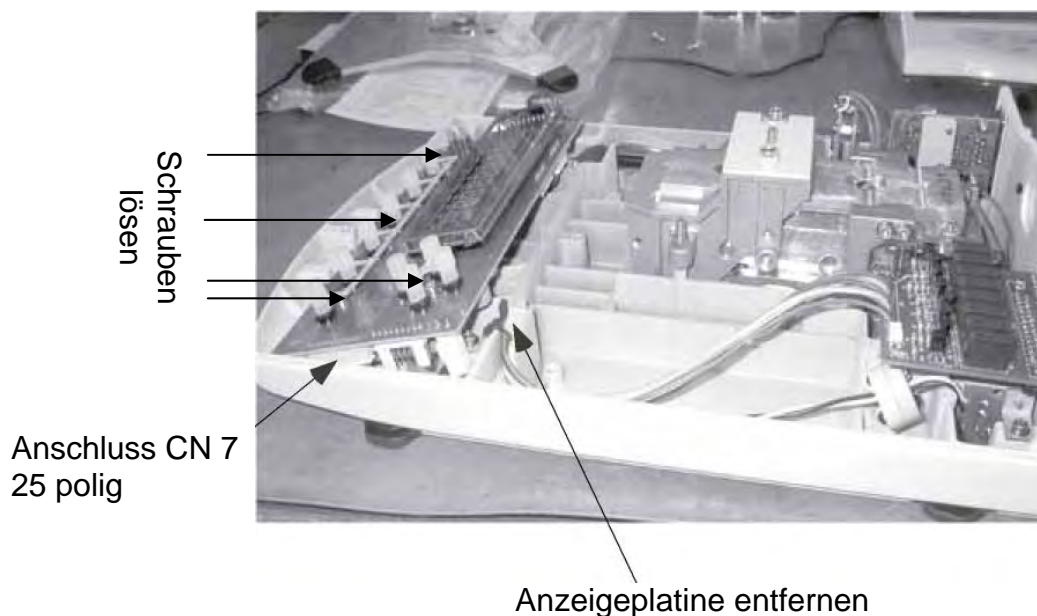 Schrauben
lösen
Anschluss CN 7
25 polig
Anzeigeplatine entfernen